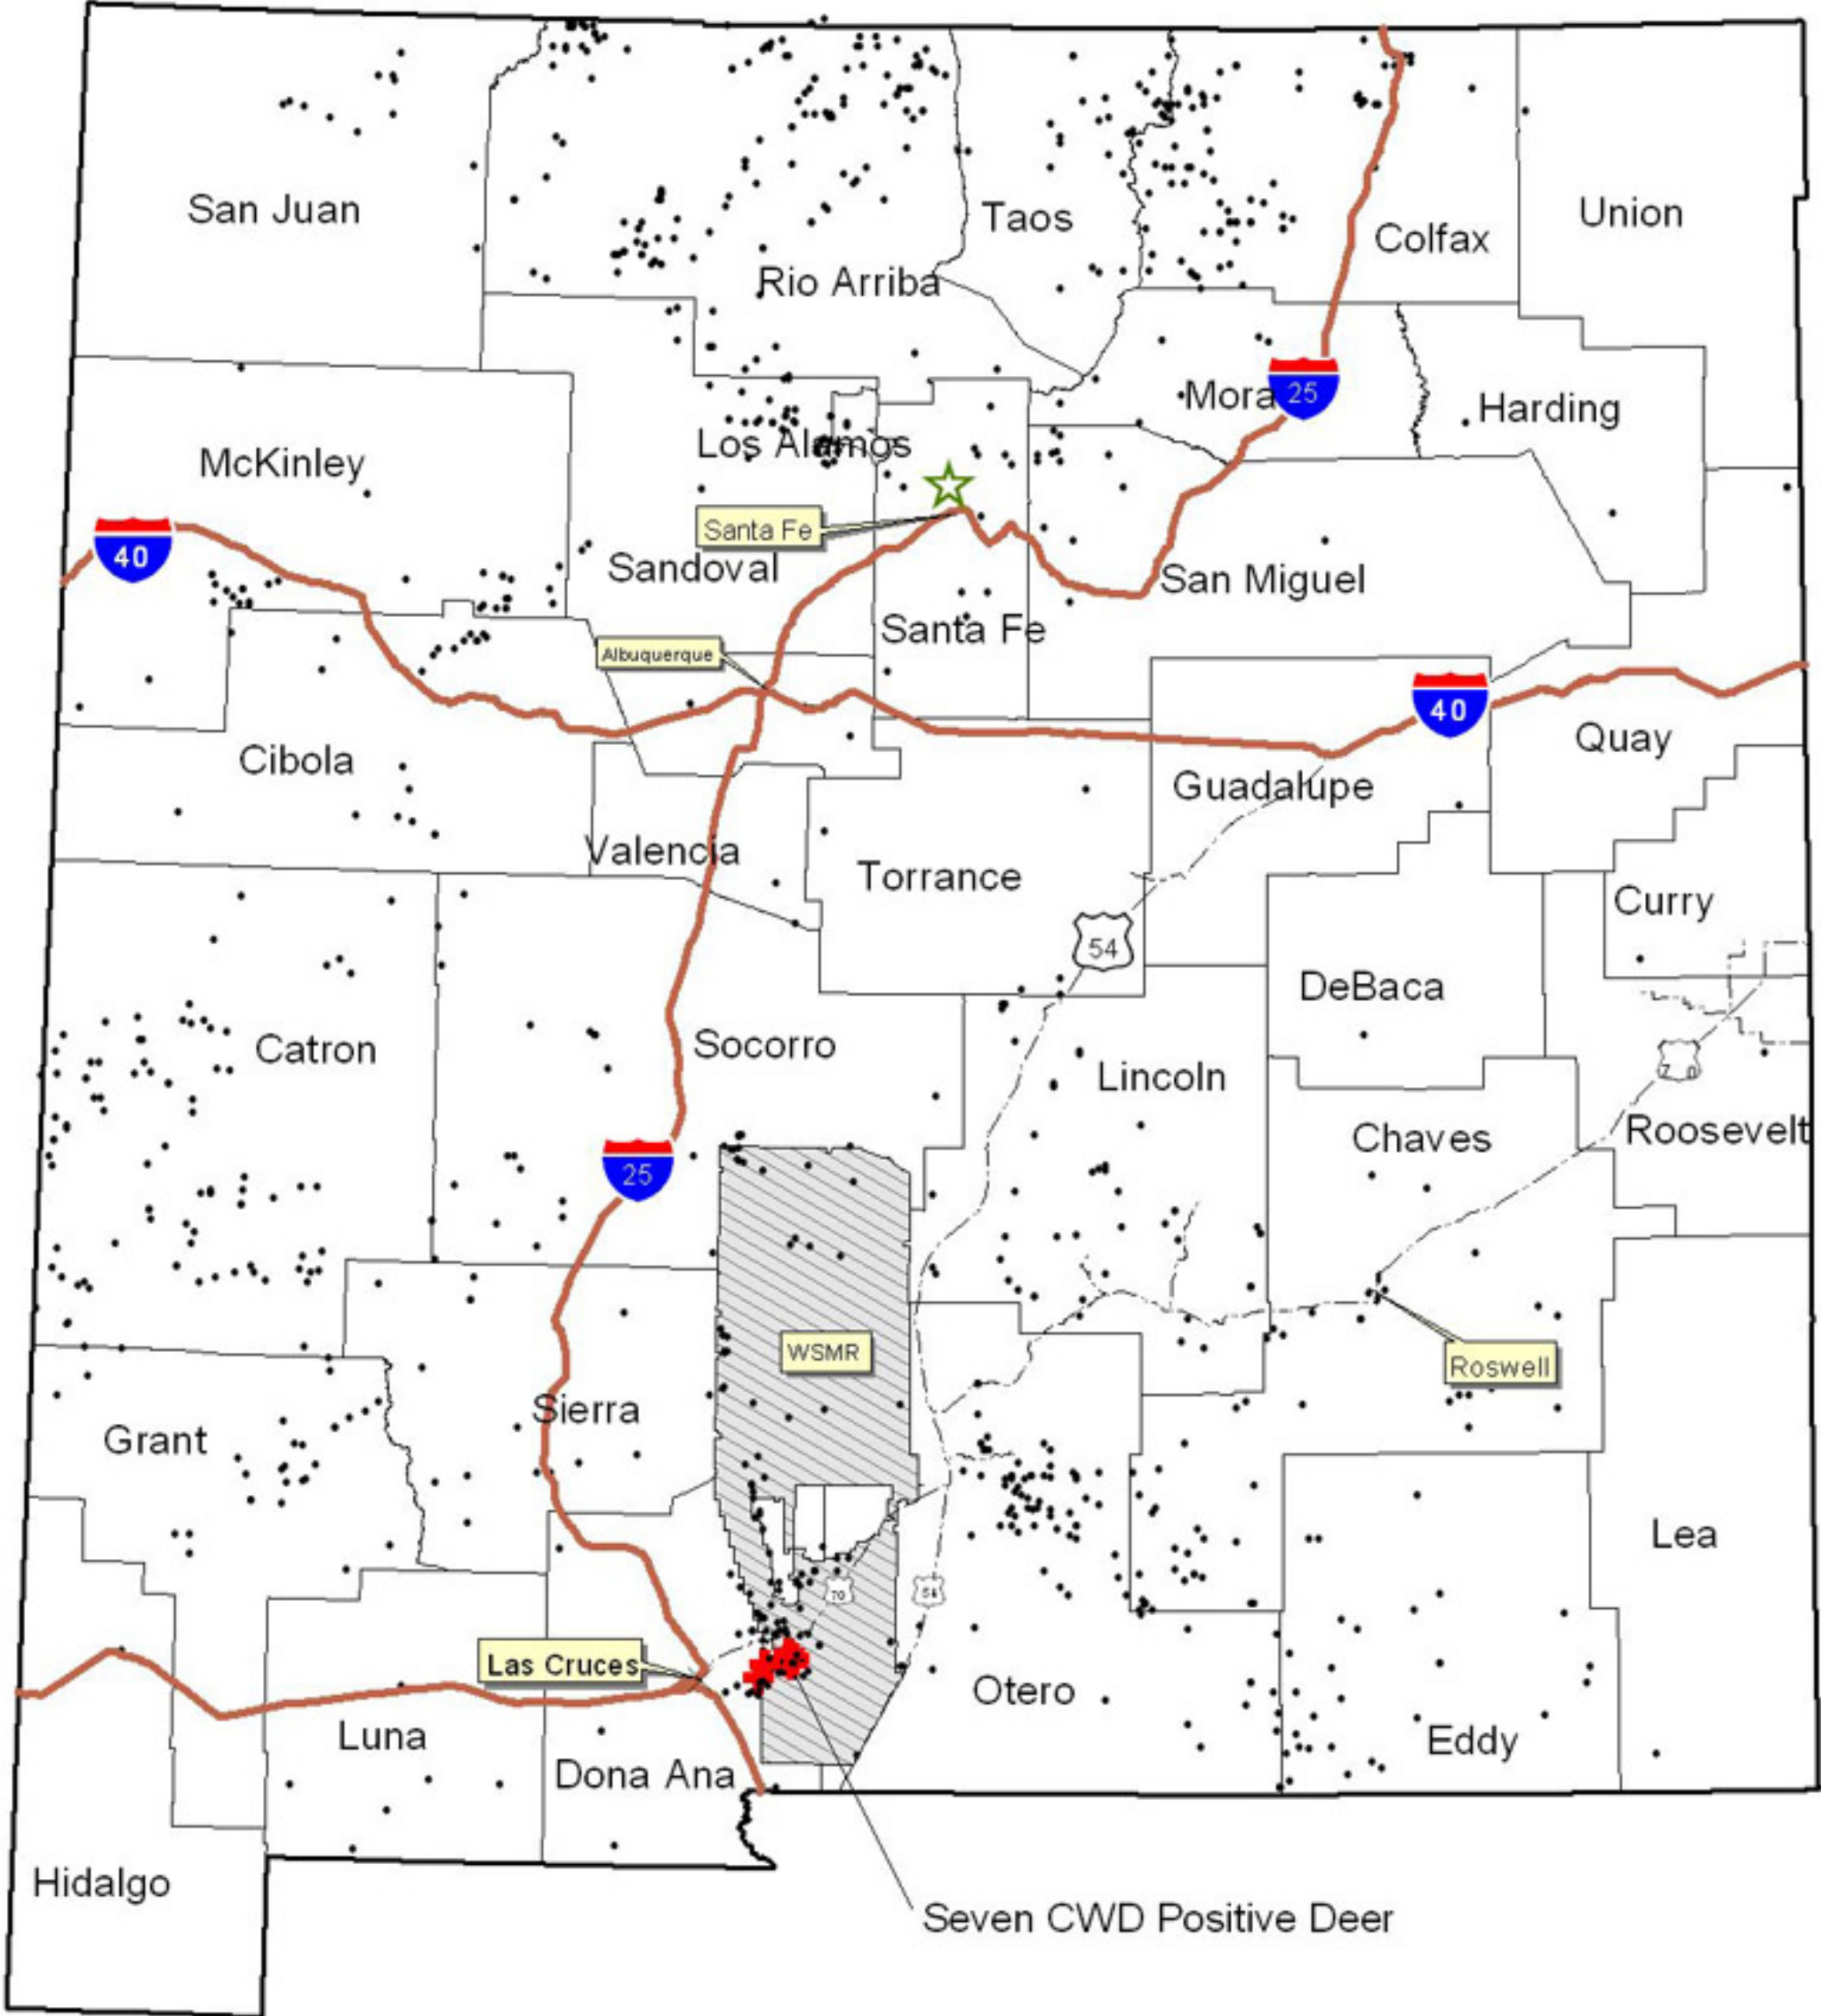 San Juan
Taos
Union
Colfax
Rio Arriba
Mora
25
Harding
Los Alamos
McKinley
Santa Fe
40
Sandoval
San Miguel
Santa Fe
Albuquerque
40
Quay
Cibola
Guadalupe
Valencia
Torrance
Curry
54
DeBaca
Socorro
Catron
Lincoln
70
Roosevelt
Chaves
25
WSMR
Roswell
Sierra
Grant
Lea
70
54
Las Cruces
Otero
Luna
Eddy
Dona Ana
Hidalgo
Seven CWD Positive Deer